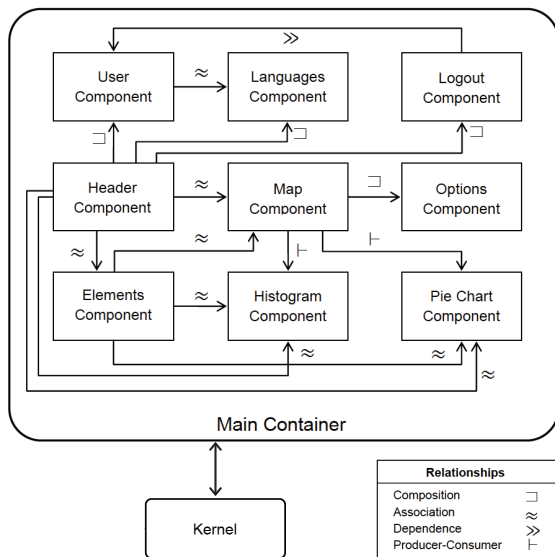 ≫
User
Component
≈
Languages
Component
Logout
Component
⊐
⊐
⊐
Header
Component
≈
Map
Component
⊐
Options
Component
≈
≈
⊢
⊢
Elements
Component
≈
Histogram
Component
Pie Chart
Component
≈
≈
≈
Main Container
Kernel
Relationships
Composition ⊐
Association ≈
Dependence ≫
Producer-Consumer ⊢